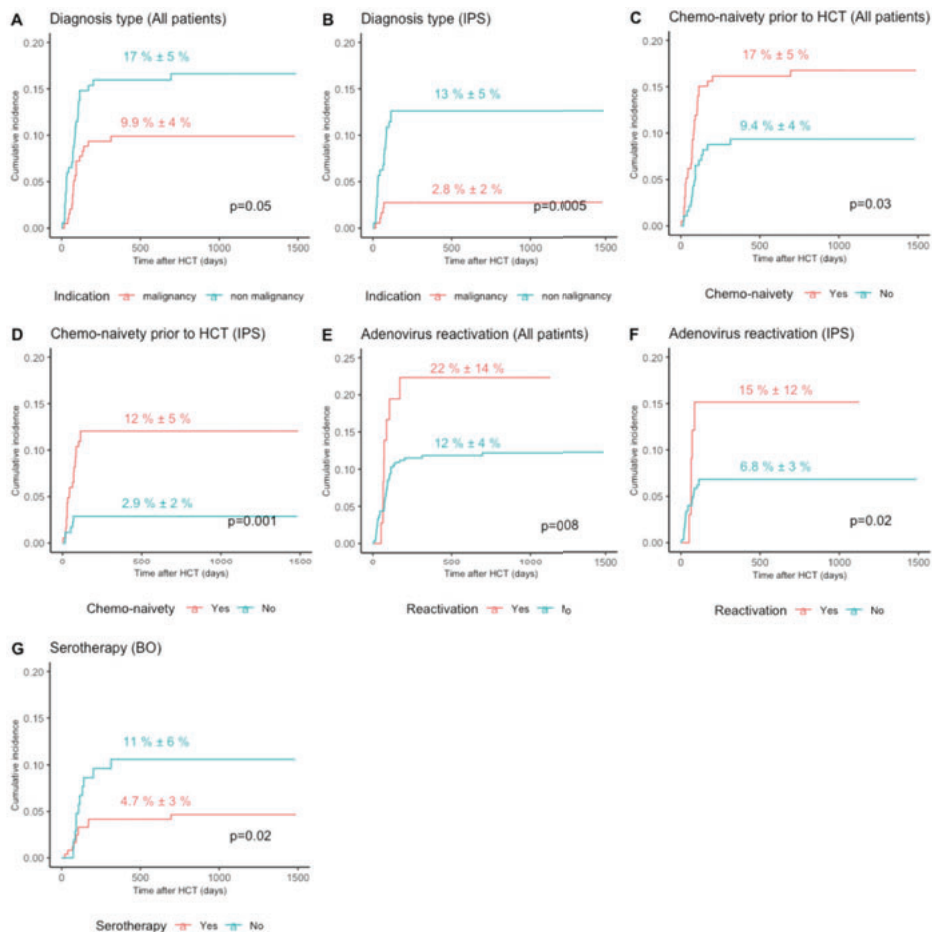 A Diagnosis type (All patients)
0.20
0.15
0.10
0.05
0.00
Cumulative incidence
17 % ± 5 %
9.9 % ± 4 %
p=0.05
0 500 1000 1500
Time after HCT (days)
Indication a malignancy a non malignancy
B Diagnosis type (IPS)
0.20
0.15
0.10
0.05
0.00
Cumulative incidence
13 % ± 5 %
2.8 % ± 2 %
p=0.0005
0 500 1000 1500
Time after HCT (days)
Indication a malignancy a non malignancy
C Chemo-naivety prior to HCT (All patients)
0.20
0.15
0.10
0.05
0.00
Cumulative incidence
17 % ± 5 %
9.4 % ± 4 %
p=0.03
0 500 1000 1500
Time after HCT (days)
Chemo-naivety a Yes a No
D Chemo-naivety prior to HCT (IPS)
0.20
0.15
0.10
0.05
0.00
Cumulative incidence
12 % ± 5 %
2.9 % ± 2 %
p=0.001
0 500 1000 1500
Time after HCT (days)
Chemo-naivety a Yes a No
E Adenovirus reactivation (All patients)
0.25
0.20
0.15
0.10
0.05
0.00
Cumulative incidence
22 % ± 14 %
12 % ± 4 %
p=008
0 500 1000 1500
Time after HCT (days)
Reactivation a Yes a
F Adenovirus reactivation (IPS)
0.20
0.15
0.10
0.05
0.00
Cumulative incidence
15 % ± 12 %
6.8 % ± 3 %
p=0.02
0 500 1000 1500
Time after HCT (days)
Reactivation a Yes a No
G Serotherapy (BO)
0.20
0.15
0.10
0.05
0.00
Cumulative incidence
11 % ± 6 %
4.7 % ± 3 %
p=0.02
0 500 1000 1500
Time after HCT (days)
Serotherapy a Yes a No